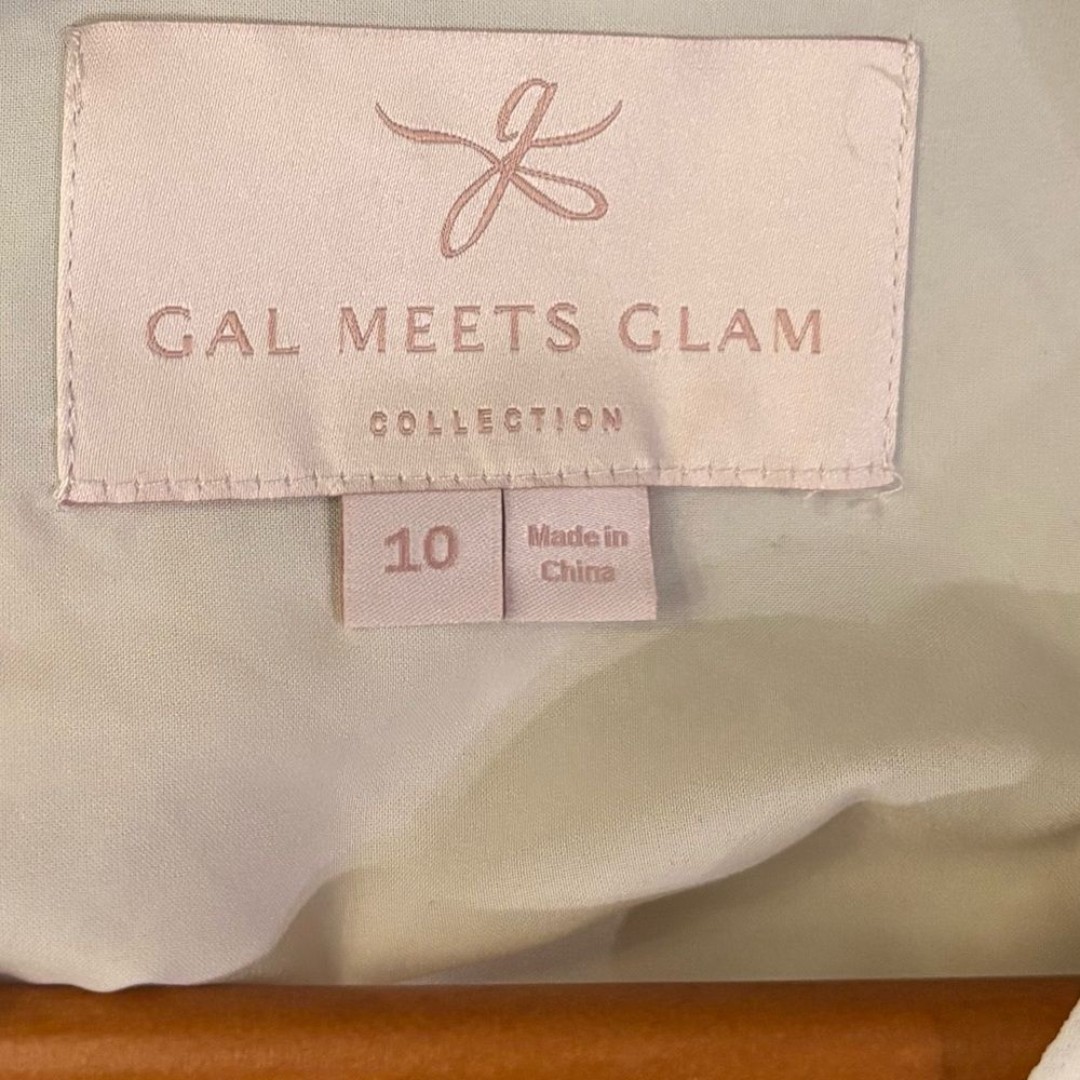 g
GAL MEETS GLAM
COLLECTION
10
Made in
China